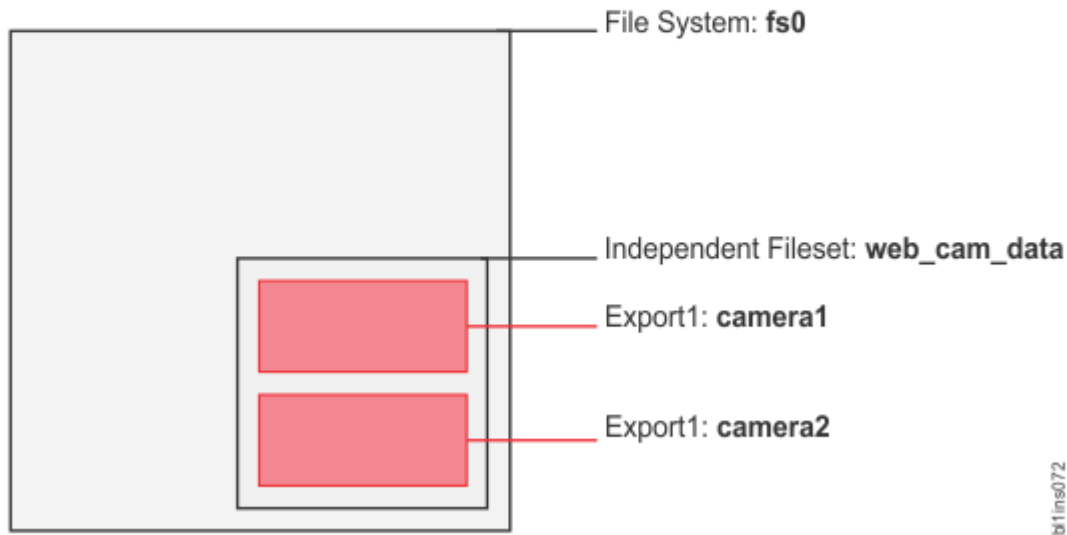 File System: fs0
Independent Fileset: web_cam_data
Export1: camera1
Export1: camera2
bl1ins072